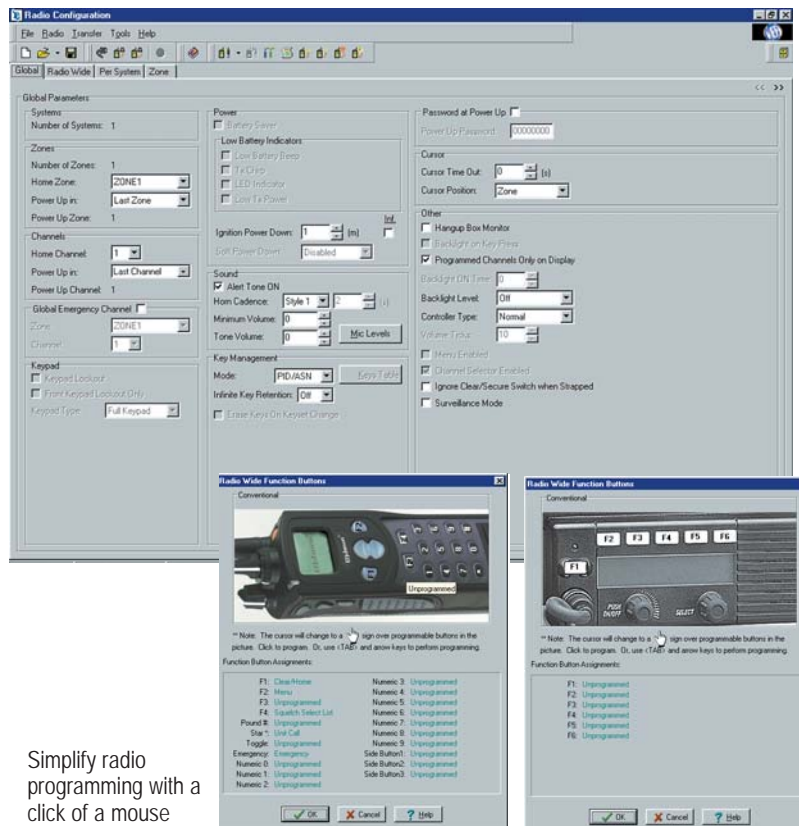 Radio Configuration
File Radio Transfer Tools Help
Global Radio Wide Per System Zone
<< >>
Global Parameters
Systems
Number of Systems: 1
Zones
Number of Zones: 1
Home Zone: ZONE1
Power Up in: Last Zone
Power Up Zone: 1
Channels
Home Channel: 1
Power Up in: Last Channel
Power Up Channel: 1
Global Emergency Channel
Zone: ZONE1
Channel: 1
Keypad
Keypad Lockout
Front Keypad Lockout Only
Keypad Type: Full Keypad
Power
Battery Saver
Low Battery Indicators
Low Battery Beep
Tx Chirp
LED Indicator
Low Tx Power
Inf.
Ignition Power Down: 1 (m)
Soft Power Down: Disabled
Sound
Alert Tone ON
Horn Cadence: Style 1 2 (s)
Minimum Volume: 0
Tone Volume: 0 Mic Levels
Key Management
Mode: PID/ASN Keys Table
Infinite Key Retention: Off
Erase Keys On Keyset Change
Password at Power Up
Power Up Password: 00000000
Cursor
Cursor Time Out: 0 (s)
Cursor Position: Zone
Other
Hangup Box Monitor
Backlight on Key Press
Programmed Channels Only on Display
Backlight ON Time: 0
Backlight Level: Off
Controller Type: Normal
Volume Ticks: 10
Menu Enabled
Channel Selector Enabled
Ignore Clear/Secure Switch when Strapped
Surveillance Mode
Radio Wide Function Buttons
Conventional
Unprogrammed
** Note: The cursor will change to a sign over programmable buttons in the
picture. Click to program. Or, use <TAB> and arrow keys to perform programming.
Function Button Assignments:
F1: Clear/Home
F2: Menu
F3: Unprogrammed
F4: Squelch Select List
Pound #: Unprogrammed
Star *: Unit Call
Toggle: Unprogrammed
Emergency: Emergency
Numeric 0: Unprogrammed
Numeric 1: Unprogrammed
Numeric 2: Unprogrammed
Numeric 3: Unprogrammed
Numeric 4: Unprogrammed
Numeric 5: Unprogrammed
Numeric 6: Unprogrammed
Numeric 7: Unprogrammed
Numeric 8: Unprogrammed
Numeric 9: Unprogrammed
Side Button1: Unprogrammed
Side Button2: Unprogrammed
Side Button3: Unprogrammed
OK Cancel Help
Radio Wide Function Buttons
Conventional
F2 F3 F4 F5 F6
F1
PUSH ON/OFF SELECT
** Note: The cursor will change to a sign over programmable buttons in the
picture. Click to program. Or, use <TAB> and arrow keys to perform programming.
Function Button Assignments:
F1: Unprogrammed
F2: Unprogrammed
F3: Unprogrammed
F4: Unprogrammed
F5: Unprogrammed
F6: Unprogrammed
OK Cancel Help
Simplify radio
programming with a
click of a mouse